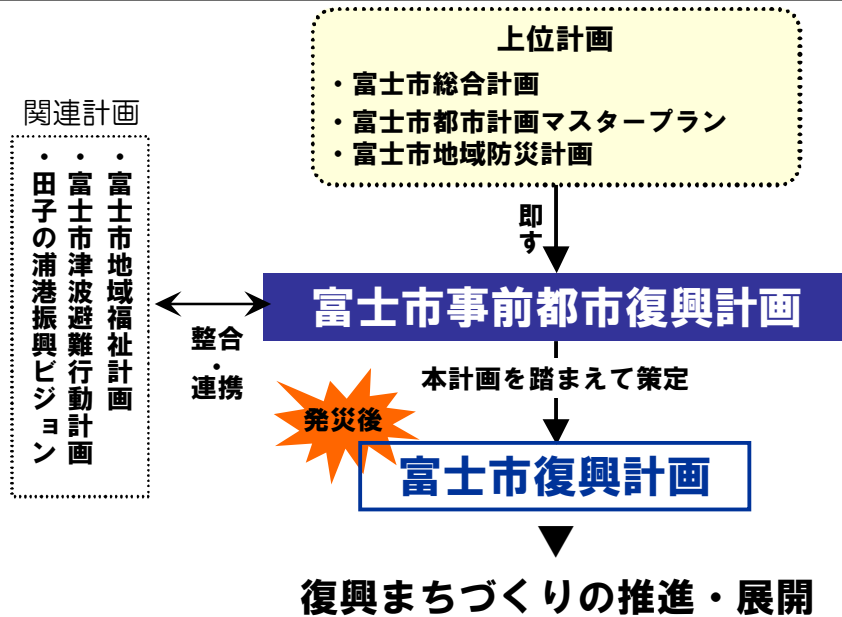 上位計画
・富士市総合計画
・富士市都市計画マスタープラン
・富士市地域防災計画
関連計画
・富士市地域福祉計画
・富士市津波避難行動計画
・田子の浦港振興ビジョン
即す
富士市事前都市復興計画
整合・連携
本計画を踏まえて策定
発災後
富士市復興計画
復興まちづくりの推進・展開